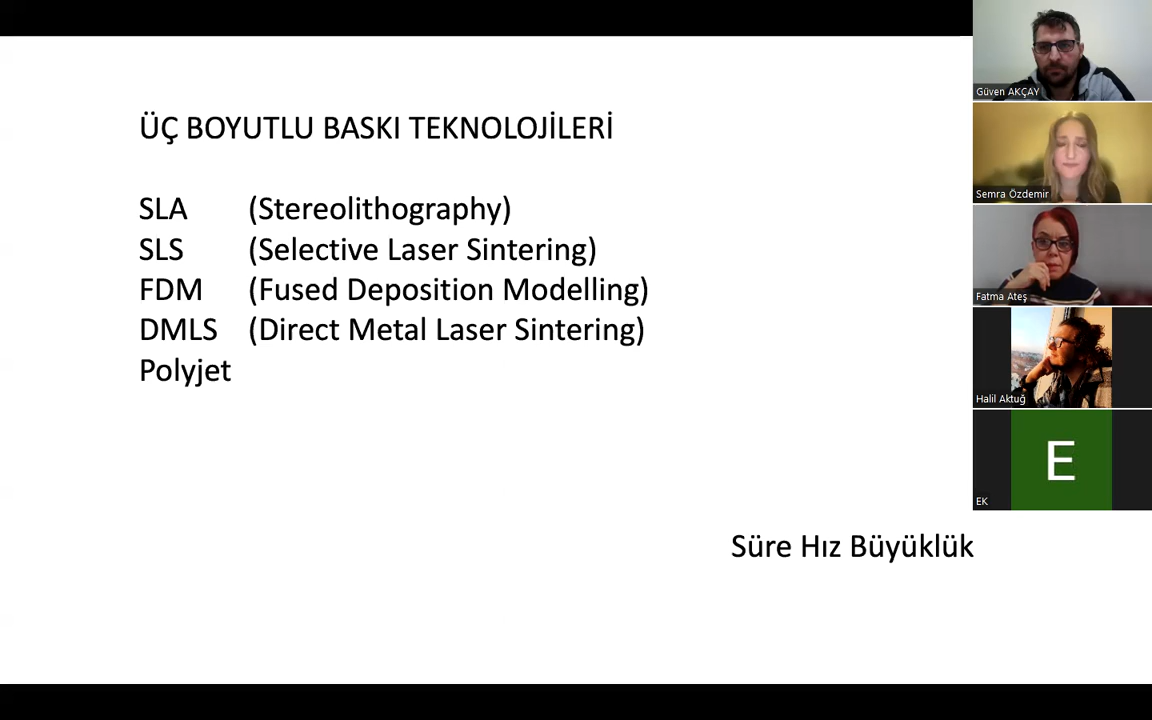 ÜÇ BOYUTLU BASKI TEKNOLOJİLERİ
SLA (Stereolithography)
SLS (Selective Laser Sintering)
FDM (Fused Deposition Modelling)
DMLS (Direct Metal Laser Sintering)
Polyjet
Süre Hız Büyüklük
Güven AKÇAY
Semra Özdemir
Fatma Ateş
Halil Aktuğ
E
EK